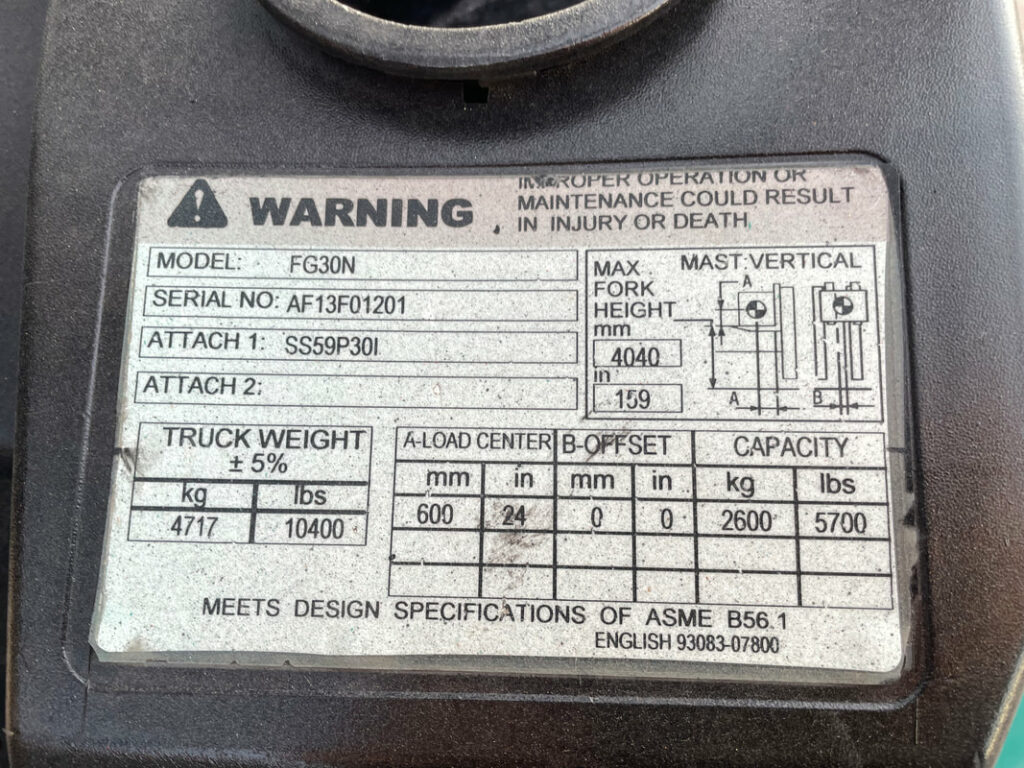 WARNING
IMPROPER OPERATION OR
MAINTENANCE COULD RESULT
IN INJURY OR DEATH
MODEL: FG30N
SERIAL NO: AF13F01201
ATTACH 1: SS59P30I
ATTACH 2:
MAX MAST:VERTICAL
FORK
HEIGHT
mm
4040
in
159
A
A B
TRUCK WEIGHT
± 5%
kg lbs
4717 10400
A-LOAD CENTER B-OFFSET CAPACITY
mm in mm in kg lbs
600 24 0 0 2600 5700
MEETS DESIGN SPECIFICATIONS OF ASME B56.1
ENGLISH 93083-07800